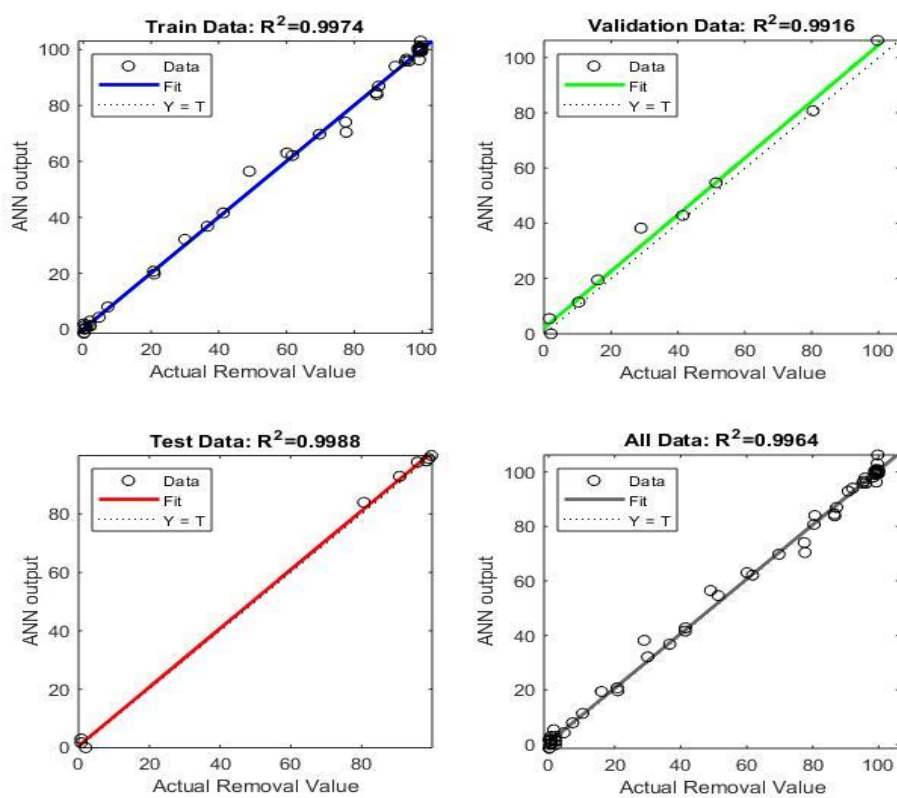 Train Data: R²=0.9974
100
80
60
40
20
0
ANN output
Data
Fit
Y = T
0 20 40 60 80 100
Actual Removal Value
Validation Data: R²=0.9916
100
80
60
40
20
0
ANN output
Data
Fit
Y = T
0 20 40 60 80 100
Actual Removal Value
Test Data: R²=0.9988
80
60
40
20
0
ANN output
Data
Fit
Y = T
0 20 40 60 80
Actual Removal Value
All Data: R²=0.9964
100
80
60
40
20
0
ANN output
Data
Fit
Y = T
0 20 40 60 80 100
Actual Removal Value